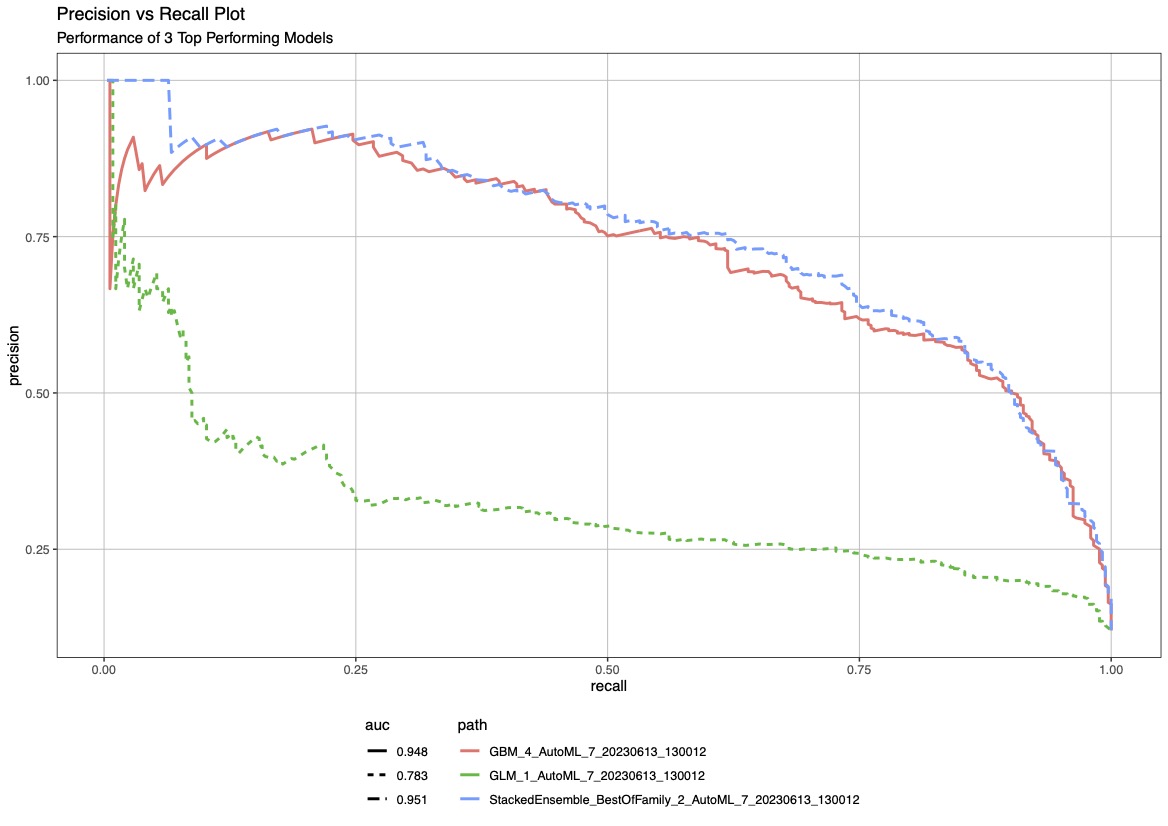 Precision vs Recall Plot
Performance of 3 Top Performing Models
1.00
0.75
0.50
0.25
precision
0.00 0.25 0.50 0.75 1.00
recall
auc path
0.948 GBM_4_AutoML_7_20230613_130012
0.783 GLM_1_AutoML_7_20230613_130012
0.951 StackedEnsemble_BestOfFamily_2_AutoML_7_20230613_130012